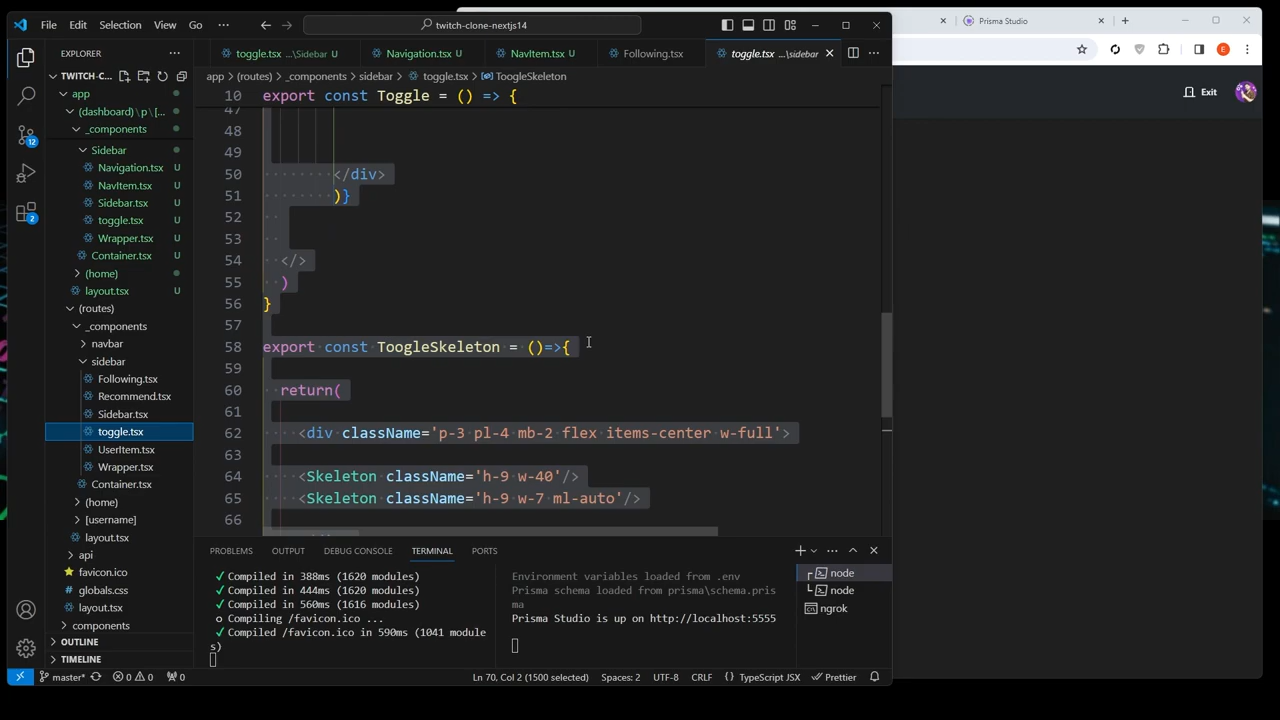 File Edit Selection View Go ··· twitch-clone-nextjs14
Prisma Studio
EXPLORER
TWITCH-C...
app
(dashboard) \ p \ [...
_components
Sidebar
Navigation.tsx U
NavItem.tsx U
Sidebar.tsx U
toggle.tsx U
Wrapper.tsx U
Container.tsx U
(home)
layout.tsx U
(routes)
_components
navbar
sidebar
Following.tsx
Recommend.tsx
Sidebar.tsx
toggle.tsx
UserItem.tsx
Wrapper.tsx
Container.tsx
(home)
[username]
layout.tsx
api
favicon.ico
globals.css
layout.tsx
components
OUTLINE
TIMELINE
toggle.tsx ...\Sidebar U Navigation.tsx U NavItem.tsx U Following.tsx toggle.tsx ...\sidebar
app > (routes) > _components > sidebar > toggle.tsx > ToogleSkeleton
10 export const Toggle = () => {
47
48
49
50 </div>
51 )}
52
53
54 </>
55 )
56 }
57
58 export const ToogleSkeleton = ()=>{
59
60 return(
61
62 <div className='p-3 pl-4 mb-2 flex items-center w-full'>
63
64 <Skeleton className='h-9 w-40'/>
65 <Skeleton className='h-9 w-7 ml-auto'/>
66
PROBLEMS OUTPUT DEBUG CONSOLE TERMINAL PORTS
✓ Compiled in 388ms (1620 modules)
✓ Compiled in 444ms (1620 modules)
✓ Compiled in 560ms (1616 modules)
o Compiling /favicon.ico ...
✓ Compiled /favicon.ico in 590ms (1041 module
s)
Environment variables loaded from .env
Prisma schema loaded from prisma\schema.pris
ma
Prisma Studio is up on http://localhost:5555
node
node
ngrok
12
2
master* 0 0 0 Ln 70, Col 2 (1500 selected) Spaces: 2 UTF-8 CRLF {} TypeScript JSX Prettier
E
Exit